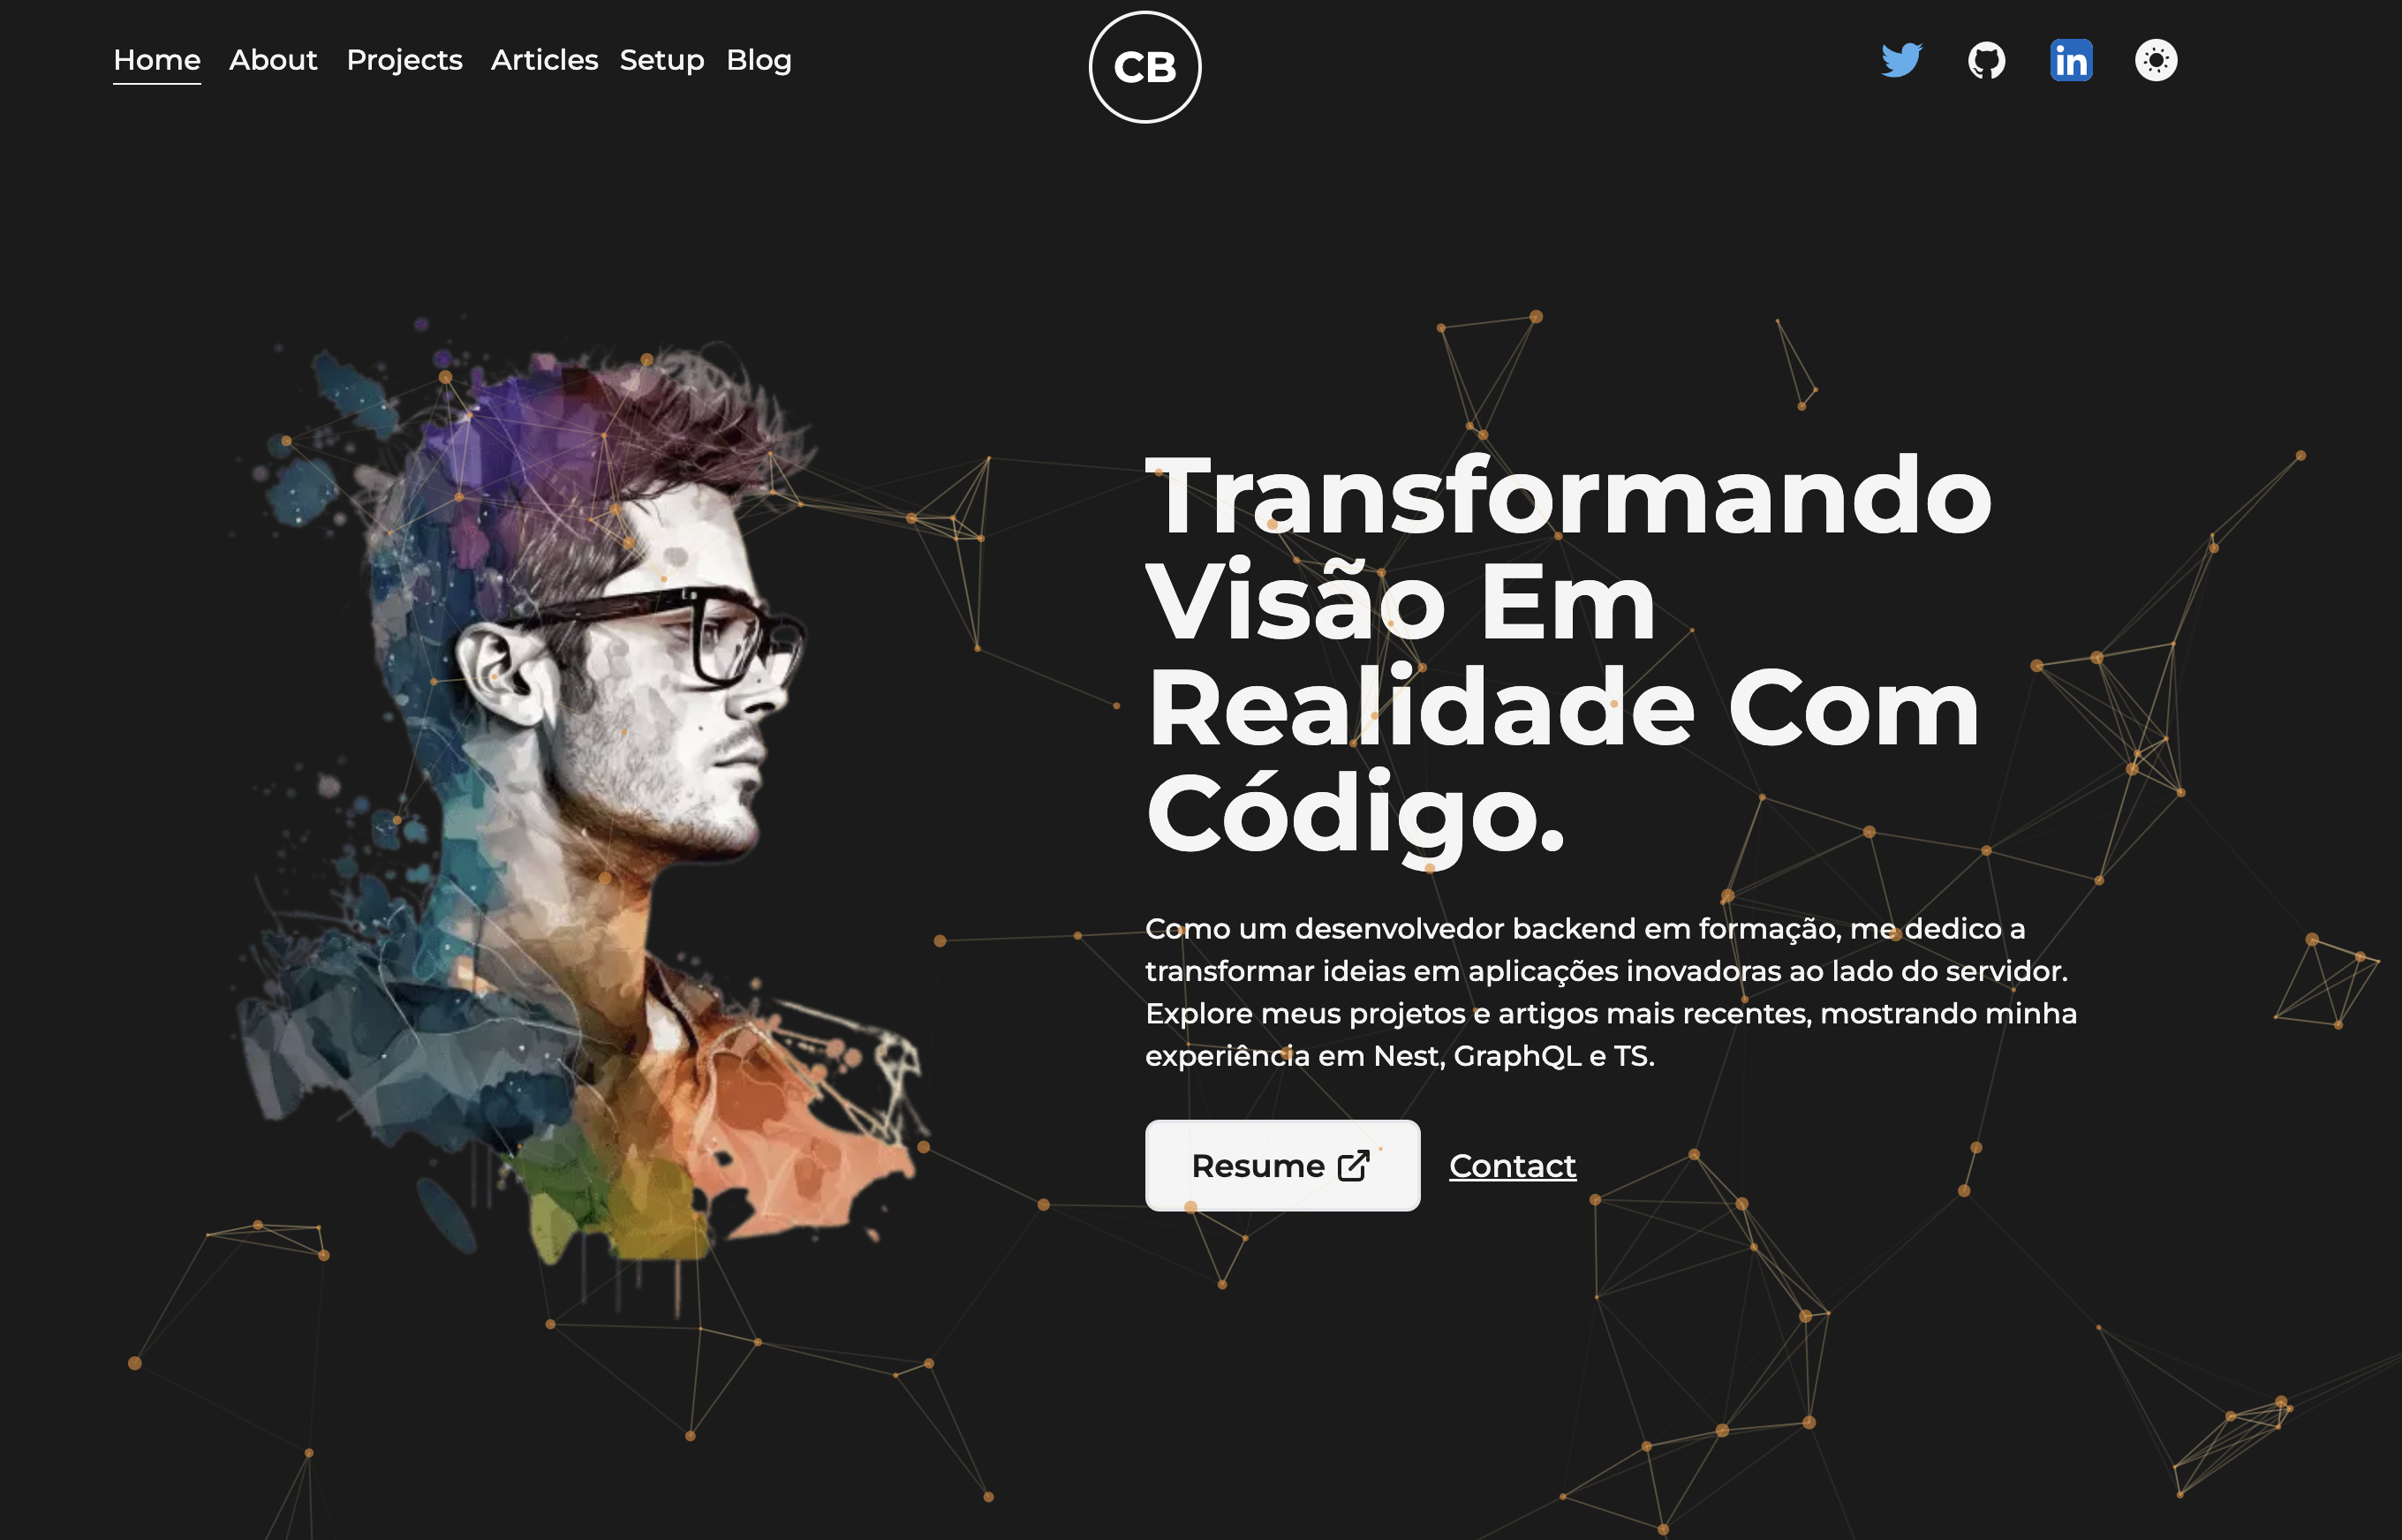 Home About Projects Articles Setup Blog
CB
in
Transformando
Visão Em
Realidade Com
Código.
Como um desenvolvedor backend em formação, me dedico a
transformar ideias em aplicações inovadoras ao lado do servidor.
Explore meus projetos e artigos mais recentes, mostrando minha
experiência em Nest, GraphQL e TS.
Resume
Contact